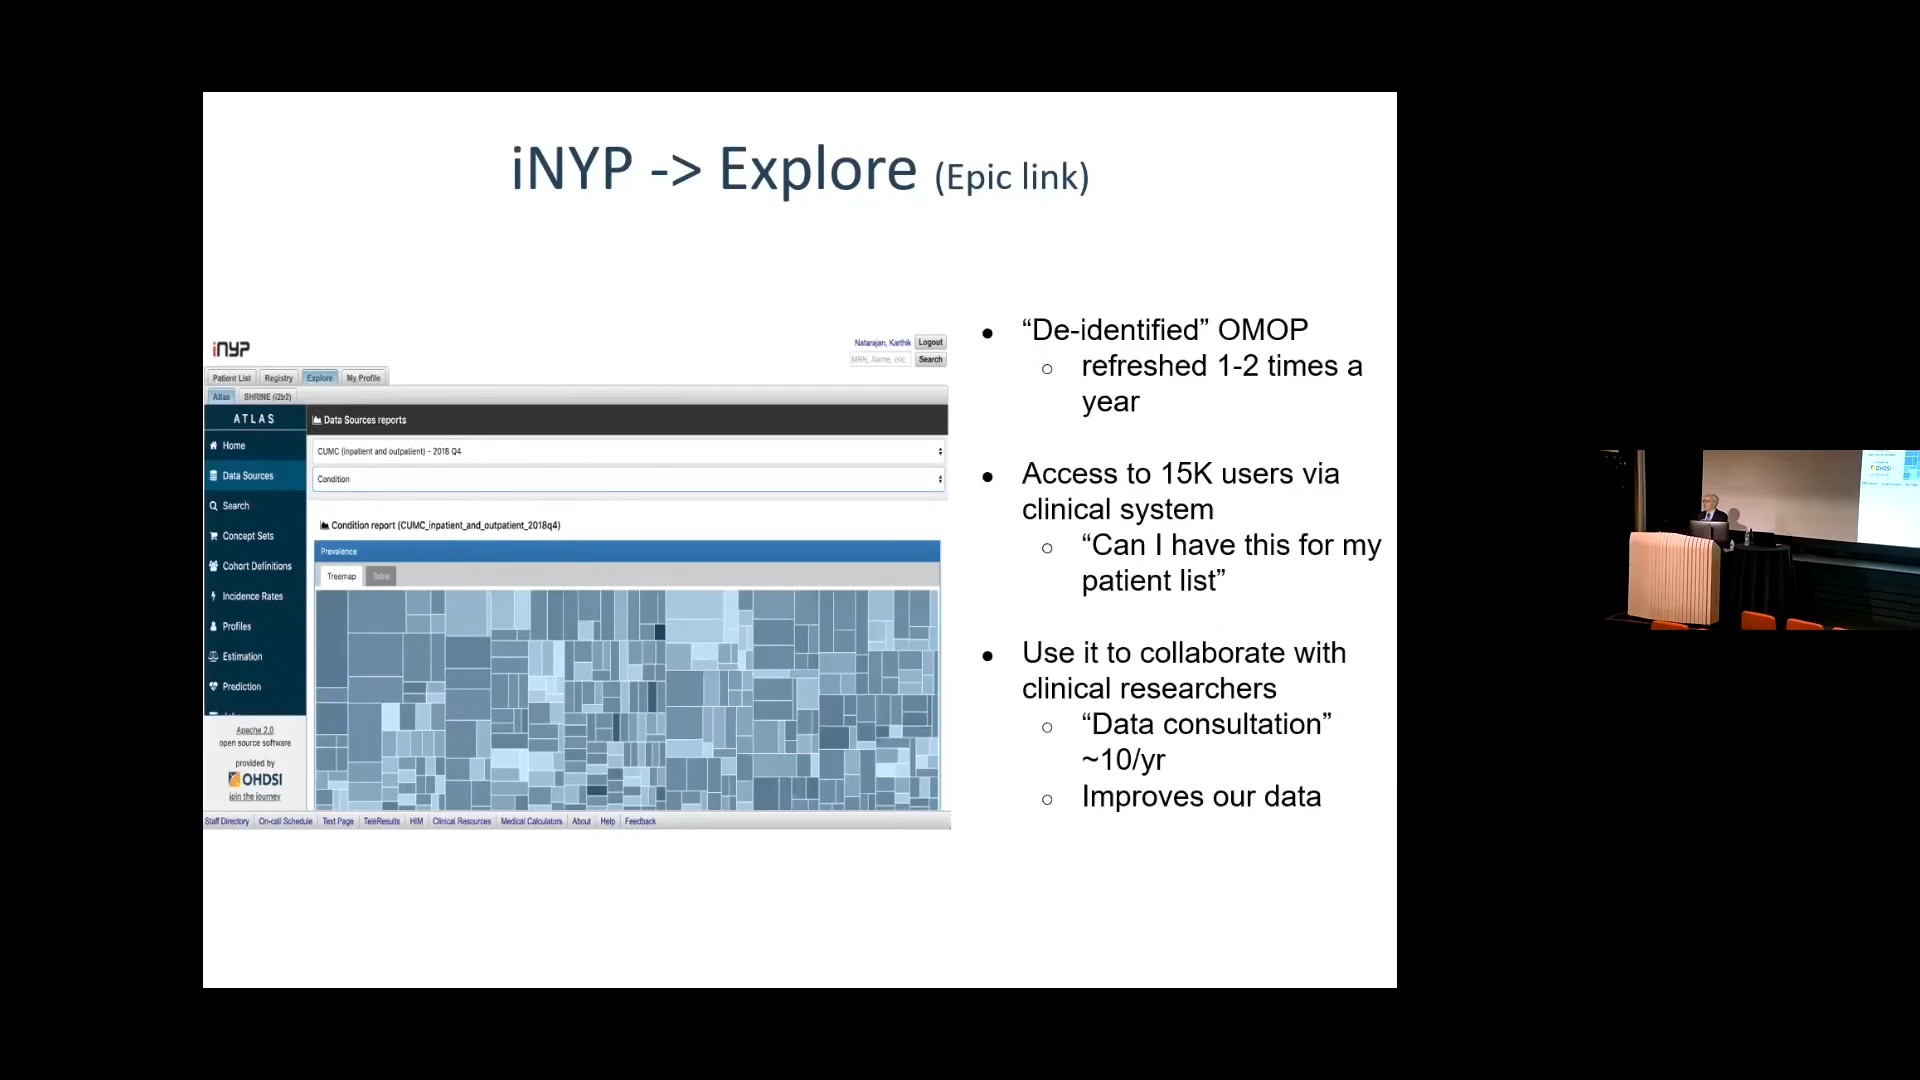 iNYP -> Explore (Epic link)
iNYP
Natarajan, Karthik
Logout
MRN, Name, etc.
Search
Patient List
Registry
Explore
My Profile
Atlas
SHRINE (i2b2)
ATLAS
Home
Data Sources
Search
Concept Sets
Cohort Definitions
Incidence Rates
Profiles
Estimation
Prediction
Apache 2.0
open source software
provided by
OHDSI
join the journey
Data Sources reports
CUMC (inpatient and outpatient) - 2018 Q4
Condition
Condition report (CUMC_inpatient_and_outpatient_2018q4)
Prevalence
Treemap
Table
Staff Directory
On-call Schedule
Text Page
TeleResults
HIM
Clinical Resources
Medical Calculators
About
Help
Feedback
● “De-identified” OMOP
○ refreshed 1-2 times a
year
● Access to 15K users via
clinical system
○ “Can I have this for my
patient list”
● Use it to collaborate with
clinical researchers
○ “Data consultation”
~10/yr
○ Improves our data
OHDSI